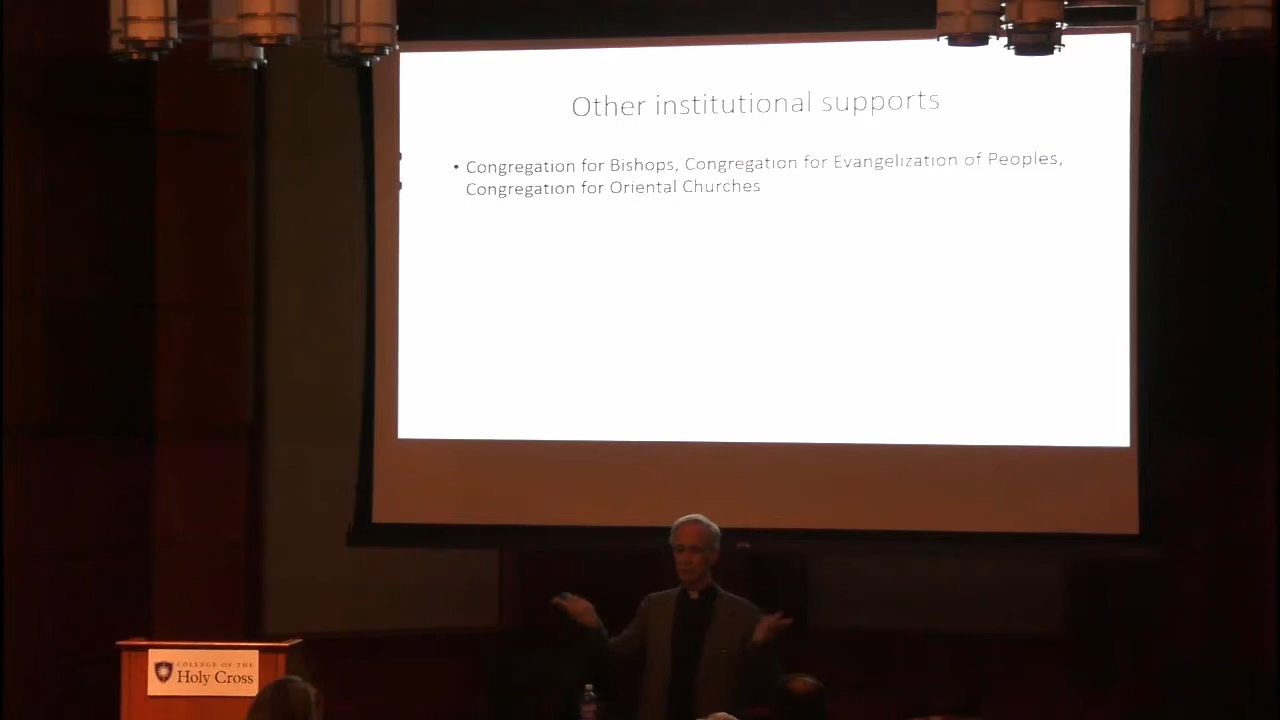 Other institutional supports
• Congregation for Bishops, Congregation for Evangelization of Peoples,
Congregation for Oriental Churches
COLLEGE OF THE
Holy Cross